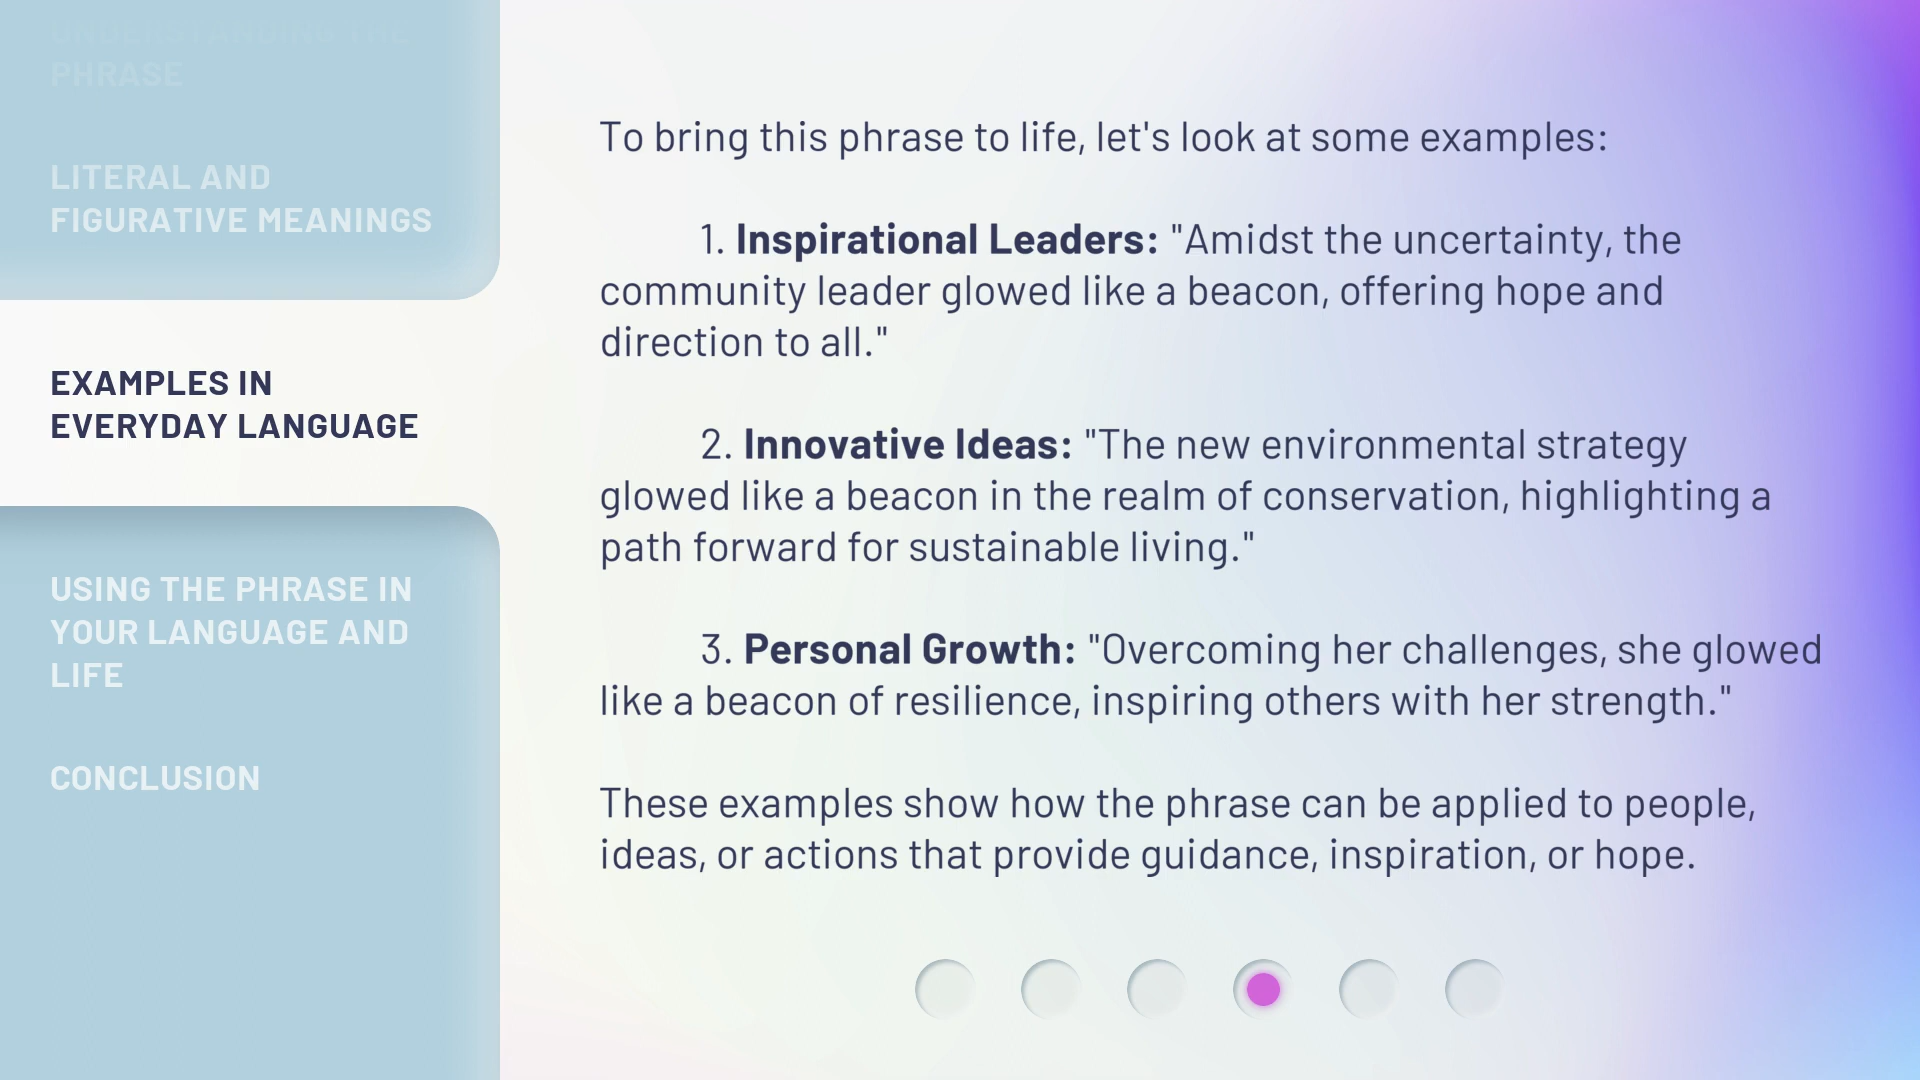 UNDERSTANDING THE
PHRASE
LITERAL AND
FIGURATIVE MEANINGS
EXAMPLES IN
EVERYDAY LANGUAGE
USING THE PHRASE IN
YOUR LANGUAGE AND
LIFE
CONCLUSION
To bring this phrase to life, let's look at some examples:
1. Inspirational Leaders: "Amidst the uncertainty, the
community leader glowed like a beacon, offering hope and
direction to all."
2. Innovative Ideas: "The new environmental strategy
glowed like a beacon in the realm of conservation, highlighting a
path forward for sustainable living."
3. Personal Growth: "Overcoming her challenges, she glowed
like a beacon of resilience, inspiring others with her strength."
These examples show how the phrase can be applied to people,
ideas, or actions that provide guidance, inspiration, or hope.